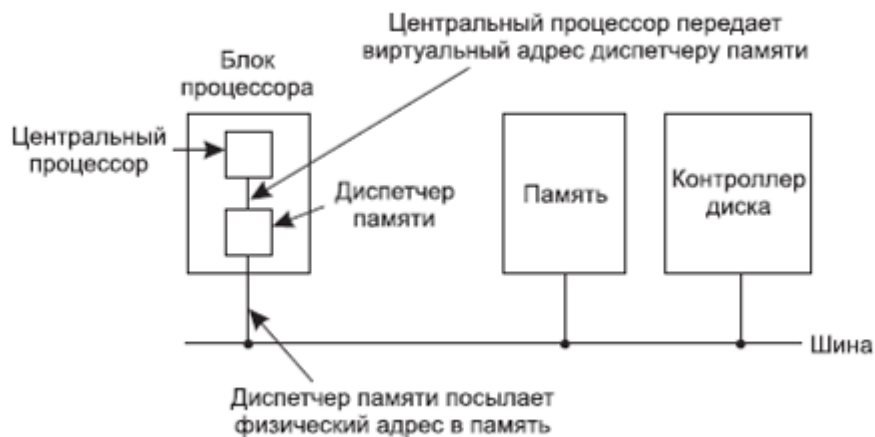 Центральный процессор передает
виртуальный адрес диспетчеру памяти
Блок
процессора
Центральный
процессор
Диспетчер
памяти
Память
Контроллер
диска
Шина
Диспетчер памяти посылает
физический адрес в память